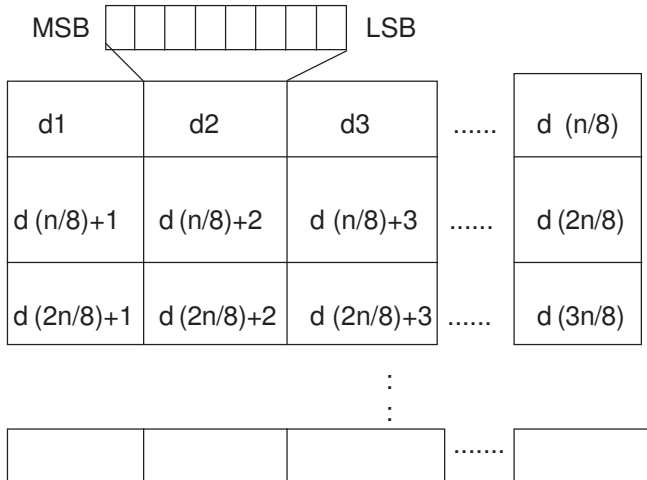 MSB LSB
d1 d2 d3 ...... d (n/8)
d (n/8)+1 d (n/8)+2 d (n/8)+3 ...... d (2n/8)
d (2n/8)+1 d (2n/8)+2 d (2n/8)+3 ...... d (3n/8)
:
:
.......